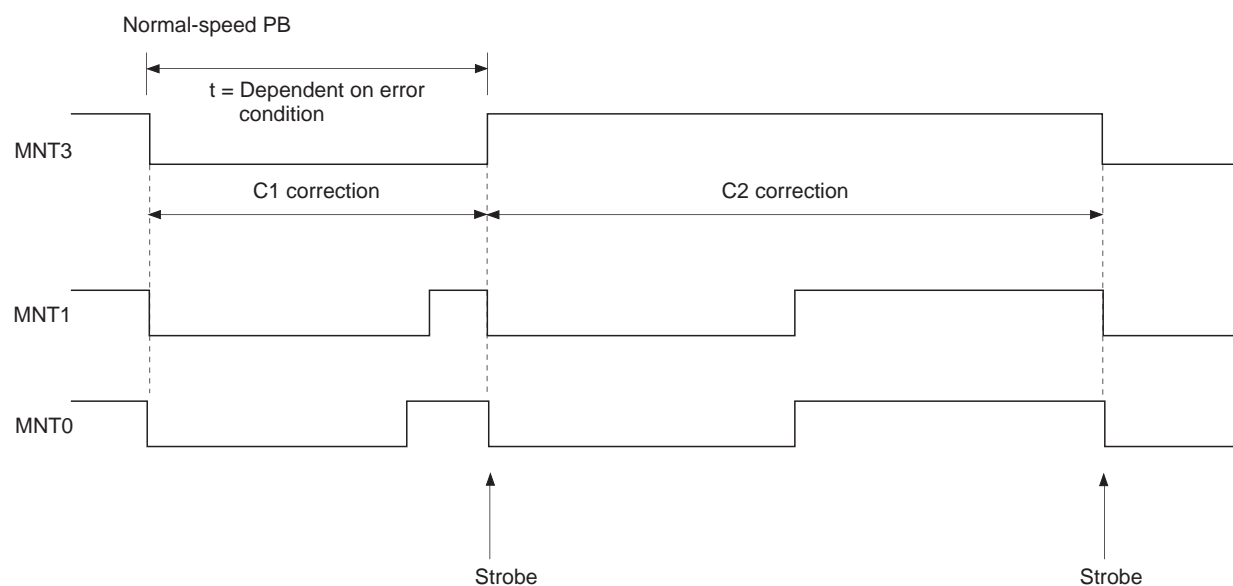 Normal-speed PB
t = Dependent on error
condition
MNT3
C1 correction
C2 correction
MNT1
MNT0
Strobe
Strobe